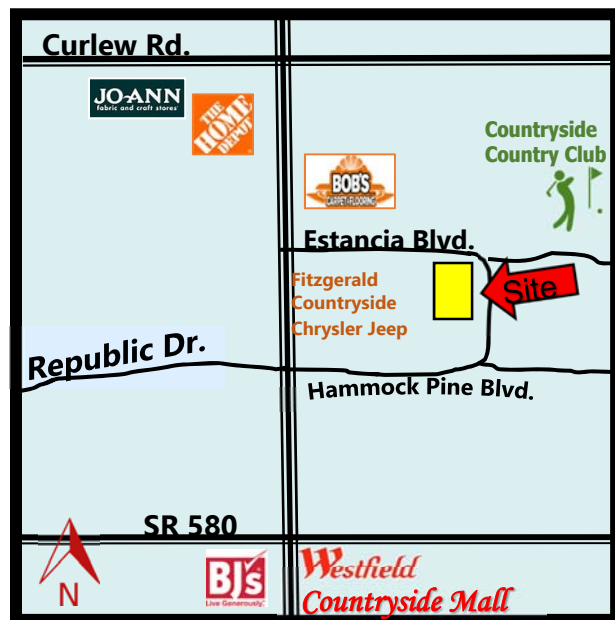 Curlew Rd.
JO-ANN
fabric and craft stores
THE
HOME
DEPOT
Countryside
Country Club
BOB'S
CARPET & FLOORING
Estancia Blvd.
Fitzgerald
Countryside
Chrysler Jeep
Site
Republic Dr.
Hammock Pine Blvd.
SR 580
N
BJ's
Live Generously.
Westfield
Countryside Mall